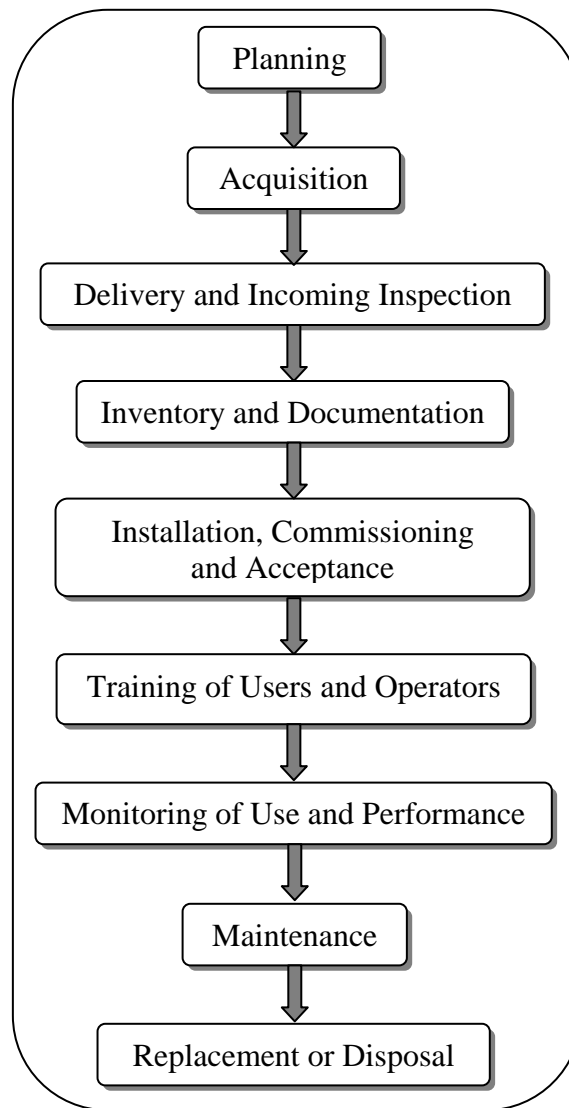 Planning
Acquisition
Delivery and Incoming Inspection
Inventory and Documentation
Installation, Commissioning
and Acceptance
Training of Users and Operators
Monitoring of Use and Performance
Maintenance
Replacement or Disposal